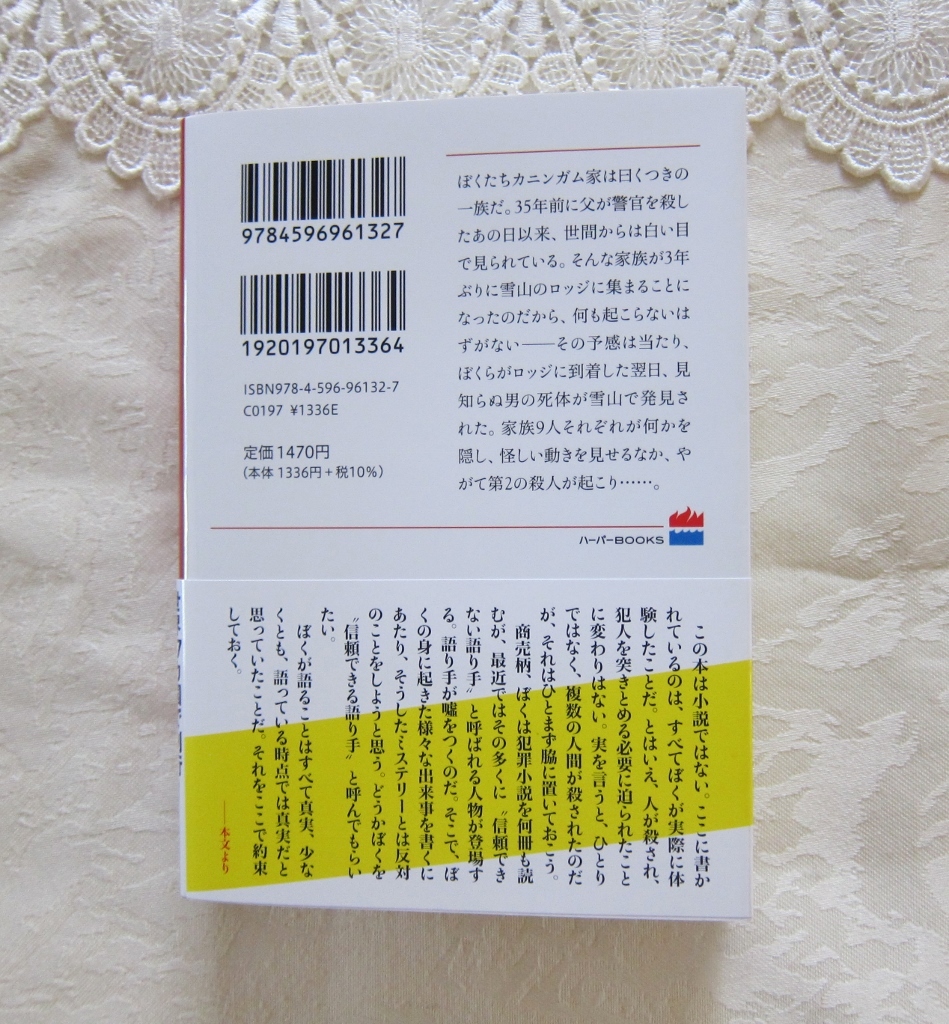 9784596961327
1920197013364
ISBN978-4-596-96132-7
C0197 ¥1336E
定価1470円
（本体1336円＋税10%）
ぼくたちカニンガム家は曰くつきの
一族だ。35年前に父が警官を殺し
たあの日以来、世間からは白い目
で見られている。そんな家族が3年
ぶりに雪山のロッジに集まることに
なったのだから、何も起こらないは
ずがない――その予感は当たり、
ぼくらがロッジに到着した翌日、見
知らぬ男の死体が雪山で発見さ
れた。家族9人それぞれが何かを
隠し、怪しい動きを見せるなか、や
がて第2の殺人が起こり……。
ハーパーBOOKS
この本は小説ではない。ここに書か
れているのは、すべてぼくが実際に体
験したことだ。とはいえ、人が殺され、
犯人を突きとめる必要に迫られたこと
に変わりはない。実を言うと、ひとり
ではなく、複数の人間が殺されたのだ
が、それはひとまず脇に置いておこう。
商売柄、ぼくは犯罪小説を何冊も読
むが、最近ではその多くに〝信頼でき
ない語り手〟と呼ばれる人物が登場す
る。語り手が嘘をつくのだ。そこで、ぼ
くの身に起きた様々な出来事を書くに
あたり、そうしたミステリーとは反対
のことをしようと思う。どうかぼくを
〝信頼できる語り手〟と呼んでもらい
たい。
ぼくが語ることはすべて真実、少な
くとも、語っている時点では真実だと
思っていたことだ。それをここで約束
しておく。
――本文より